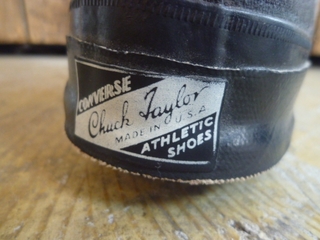 CONVERSE
Chuck Taylor
MADE IN U.S.A.
ATHLETIC
SHOES